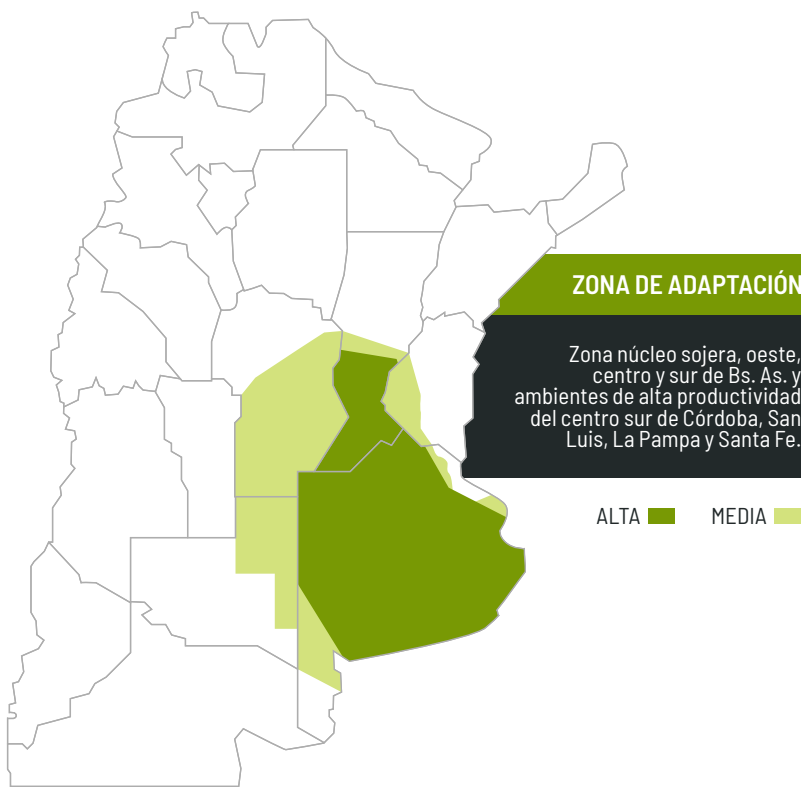 ZONA DE ADAPTACIÓN
Zona núcleo sojera, oeste,
centro y sur de Bs. As. y
ambientes de alta productividad
del centro sur de Córdoba, San
Luis, La Pampa y Santa Fe.
ALTA
MEDIA